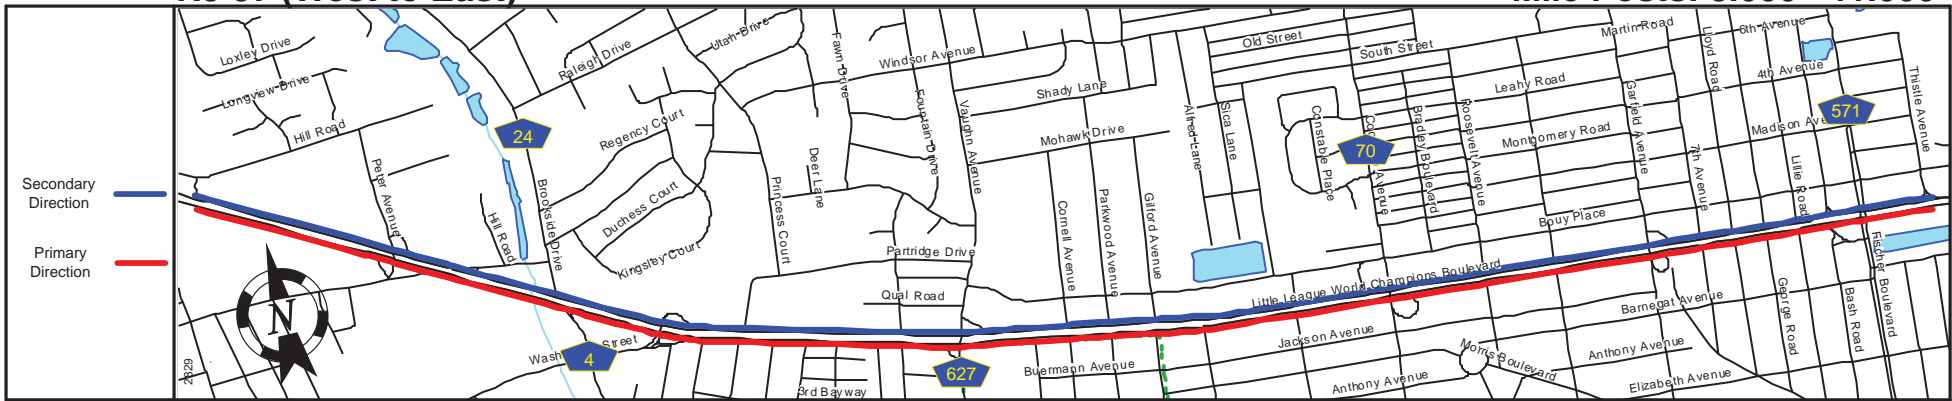 Secondary
Direction
Primary
Direction
Loxley Drive
Longview Drive
Hill Road
Peter Avenue
24
Hill Road
Brookside Drive
Raleigh Drive
Utah Drive
Regency Court
Duchess Court
Kingsley Court
Princess Court
Deer Lane
Fawn Drive
Windsor Avenue
Fountain Drive
Vaughn Avenue
Shady Lane
Mohawk Drive
Partridge Drive
Qual Road
Cornell Avenue
Parkwood Avenue
Gilford Avenue
Alfred Lane
Sica Lane
Old Street
South Street
Constable Place
70
Avenue
Bradley Boulevard
Roosevelt Avenue
Leahy Road
Montgomery Road
Bouy Place
Martin Road
Garfield Avenue
Lloyd Road
7th Avenue
6th Avenue
4th Avenue
571
Madison Ave
Lillie Road
Thistle Avenue
Fischer Boulevard
Little League World Champions Boulevard
N
2829
Wash
Street
4
3rd Bayway
627
Buermann Avenue
Jackson Avenue
Anthony Avenue
Morris Boulevard
Barnegat Avenue
Anthony Avenue
Elizabeth Avenue
George Road
Bash Road